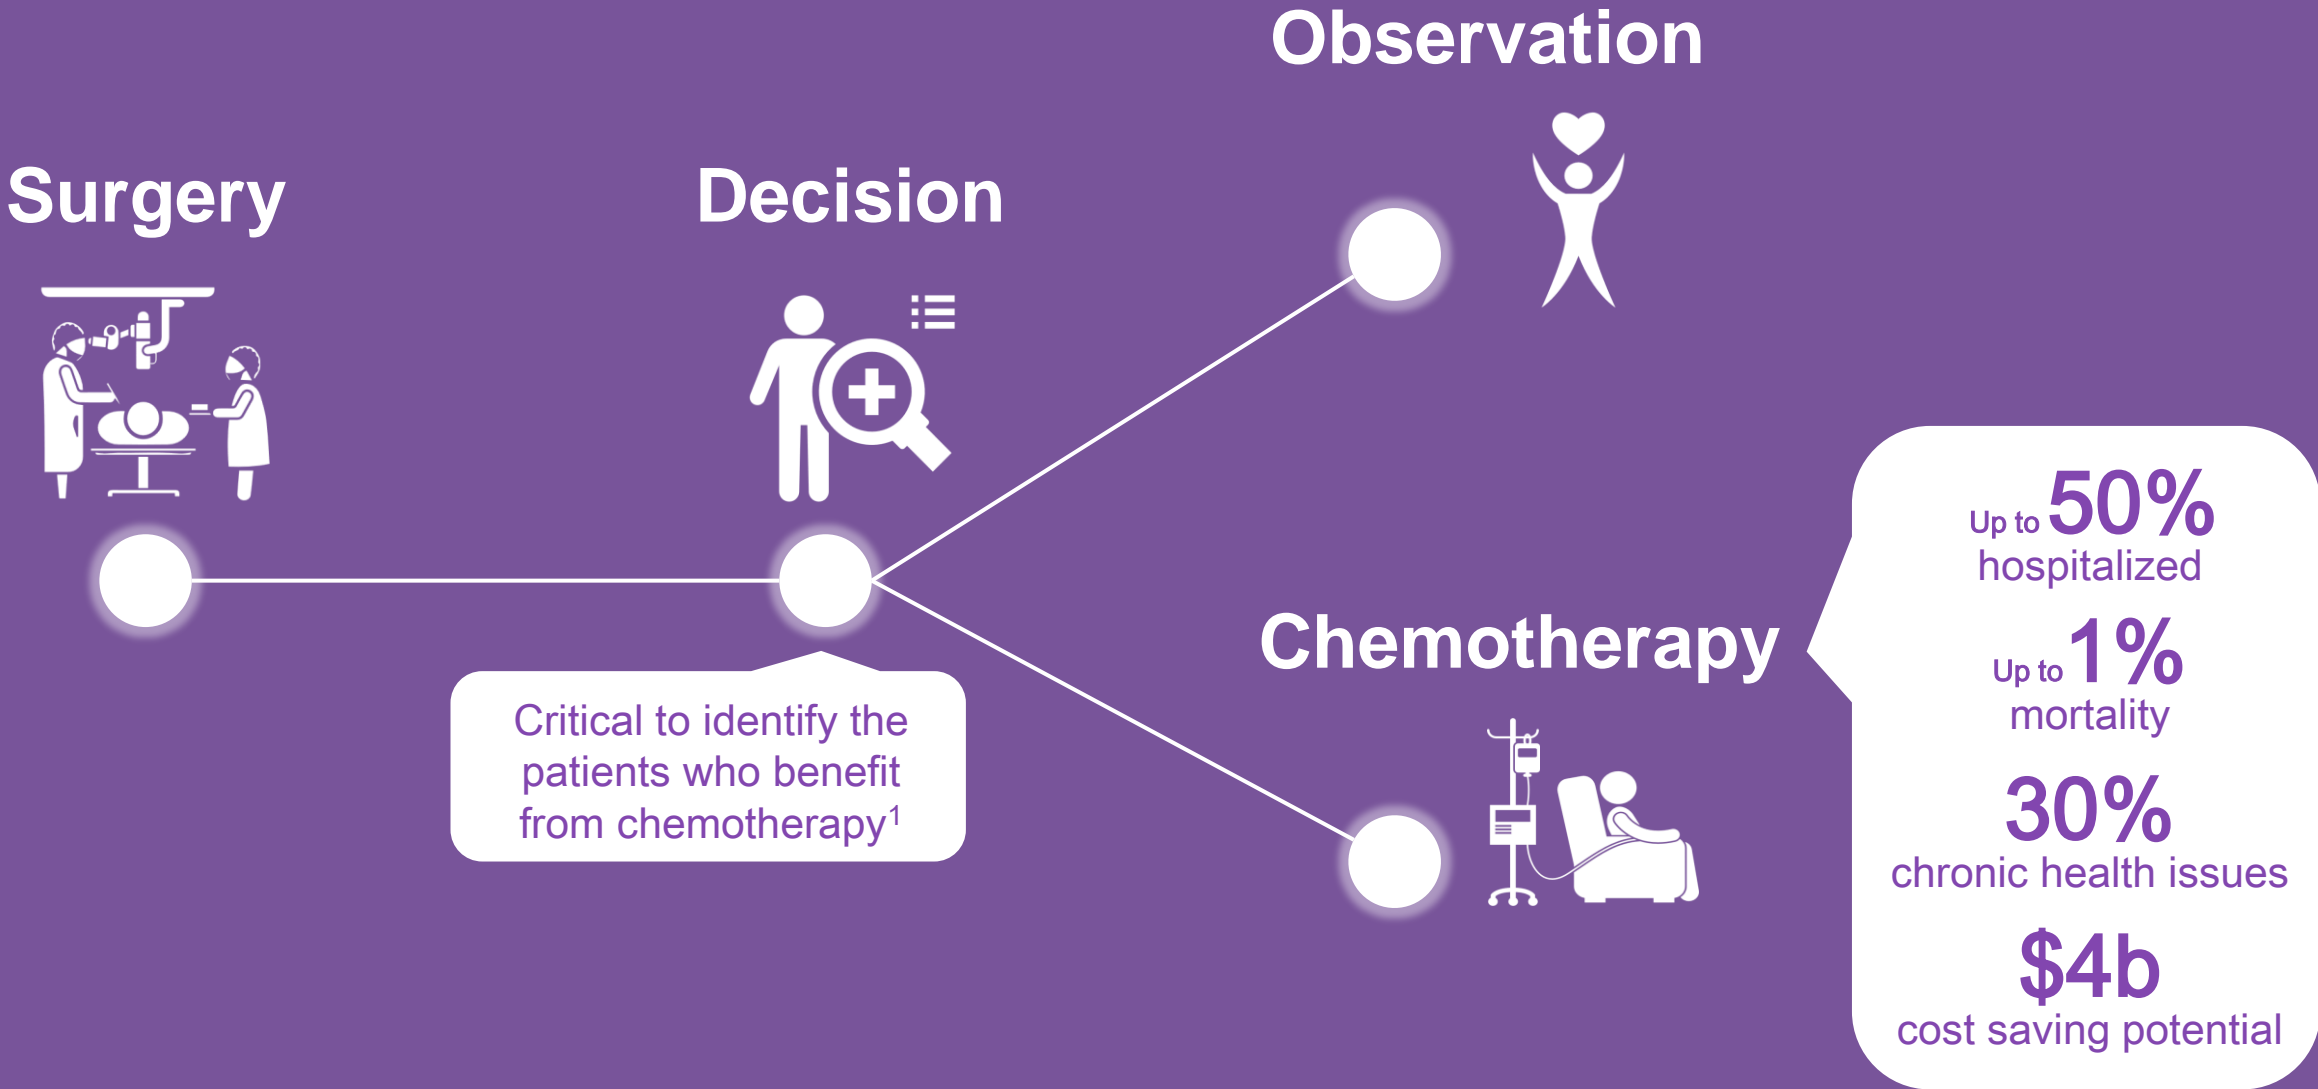 Observation
Surgery
Decision
Critical to identify the
patients who benefit
from chemotherapy¹
Chemotherapy
Up to 50%
hospitalized
Up to 1%
mortality
30%
chronic health issues
$4b
cost saving potential